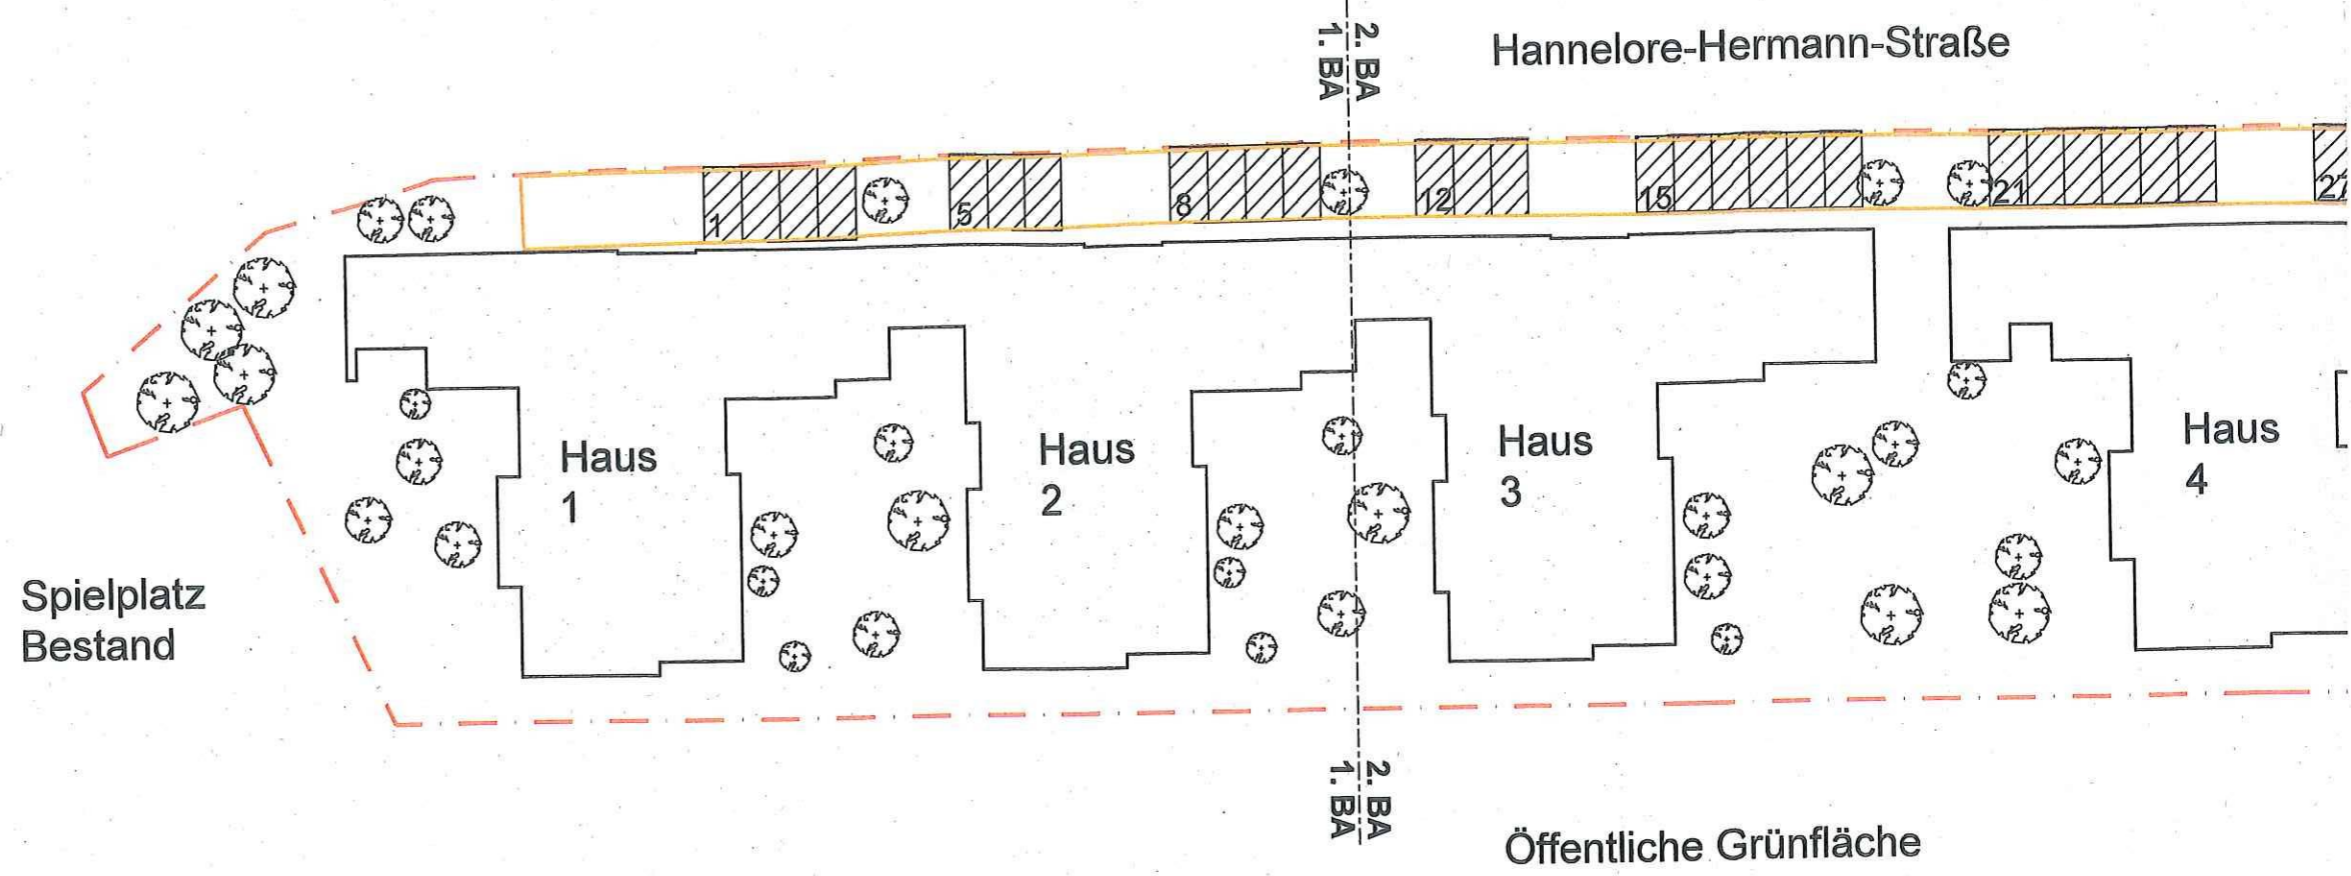 2. BA
1. BA
Hannelore-Hermann-Straße
1
5
8
12
15
21
Haus
1
Haus
2
Haus
3
Haus
4
Spielplatz
Bestand
2. BA
1. BA
Öffentliche Grünfläche